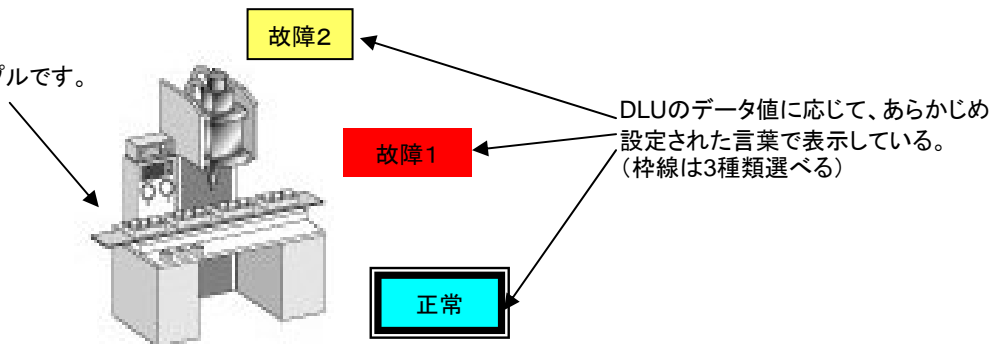 故障2
プルです。
DLUのデータ値に応じて、あらかじめ
設定された言葉で表示している。
(枠線は3種類選べる)
故障1
正常